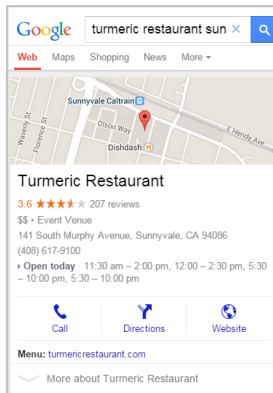 Google
turmeric restaurant sun ×
Web Maps Shopping News More
Sunnyvale Caltrain
Waverly St
Florence St
Olson Way
E Hendy Ave
Dishdash
Turmeric Restaurant
3.6 207 reviews
$$ • Event Venue
141 South Murphy Avenue, Sunnyvale, CA 94086
(408) 617-9100
Open today · 11:30 am – 2:00 pm, 12:00 – 2:30 pm, 5:30
– 10:00 pm, 5:30 – 10:00 pm
Call Directions Website
Menu: turmericrestaurant.com
More about Turmeric Restaurant